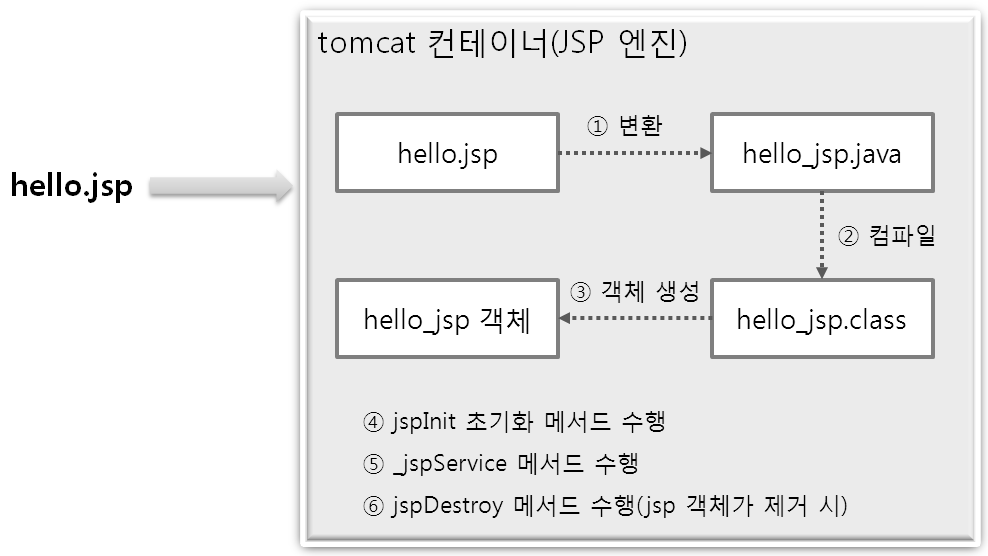 tomcat 컨테이너(JSP 엔진)
hello.jsp
hello.jsp
① 변환
hello_jsp.java
② 컴파일
hello_jsp 객체
③ 객체 생성
hello_jsp.class
④ jspInit 초기화 메서드 수행
⑤ _jspService 메서드 수행
⑥ jspDestroy 메서드 수행(jsp 객체가 제거 시)